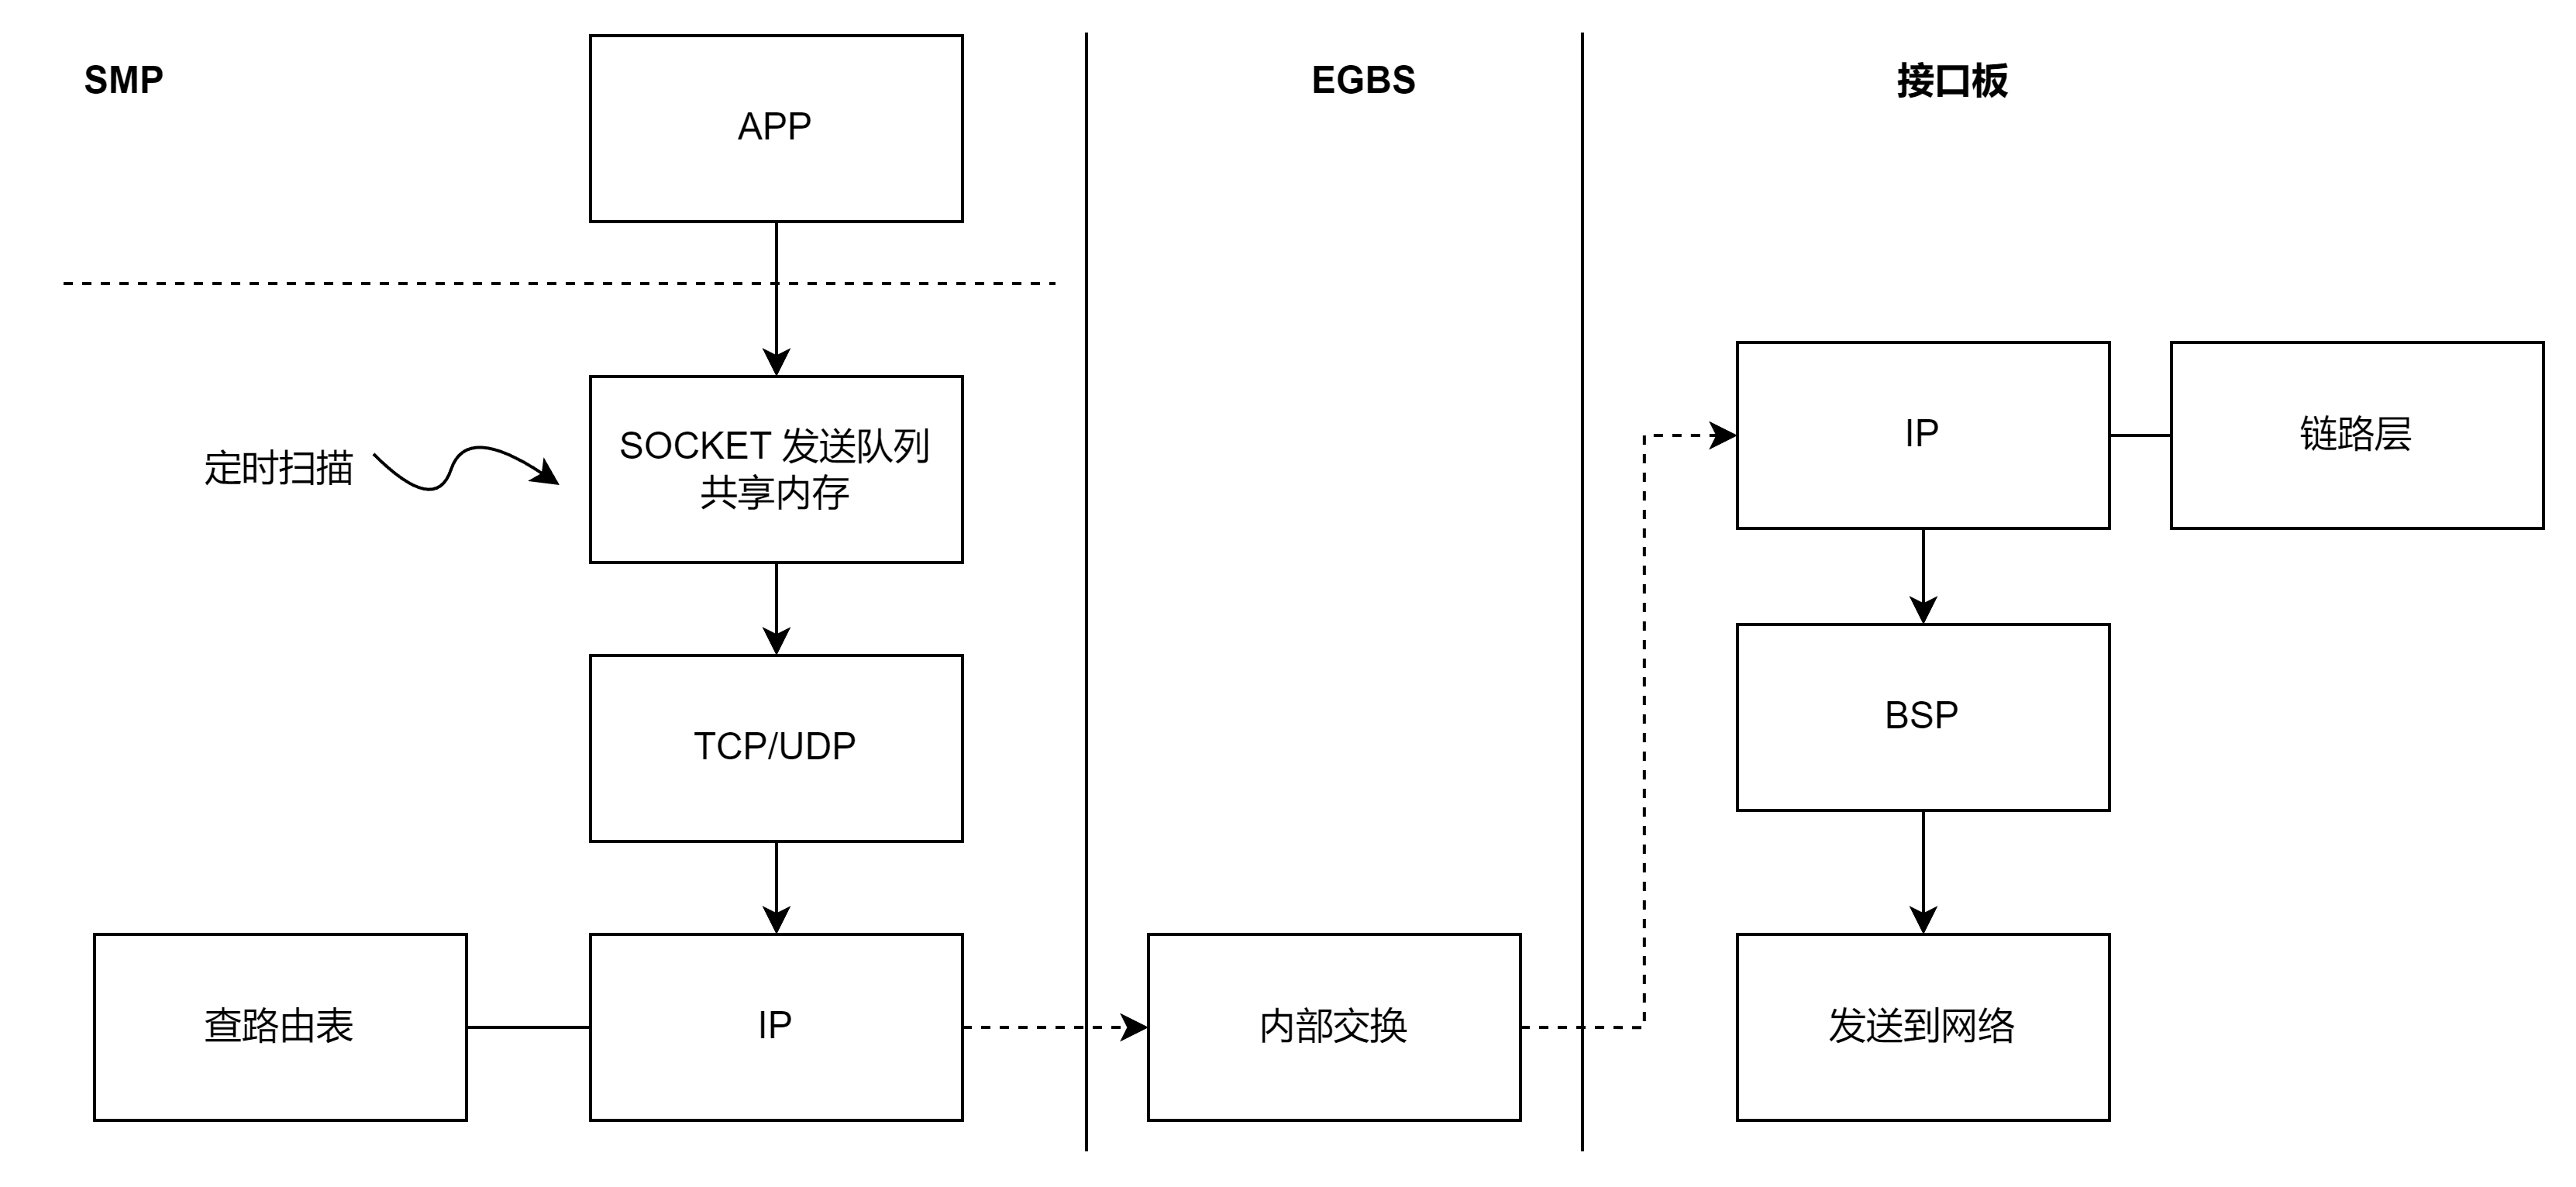 SMP
APP
EGBS
接口板
SOCKET 发送队列
共享内存
定时扫描
IP
链路层
TCP/UDP
BSP
查路由表
IP
内部交换
发送到网络